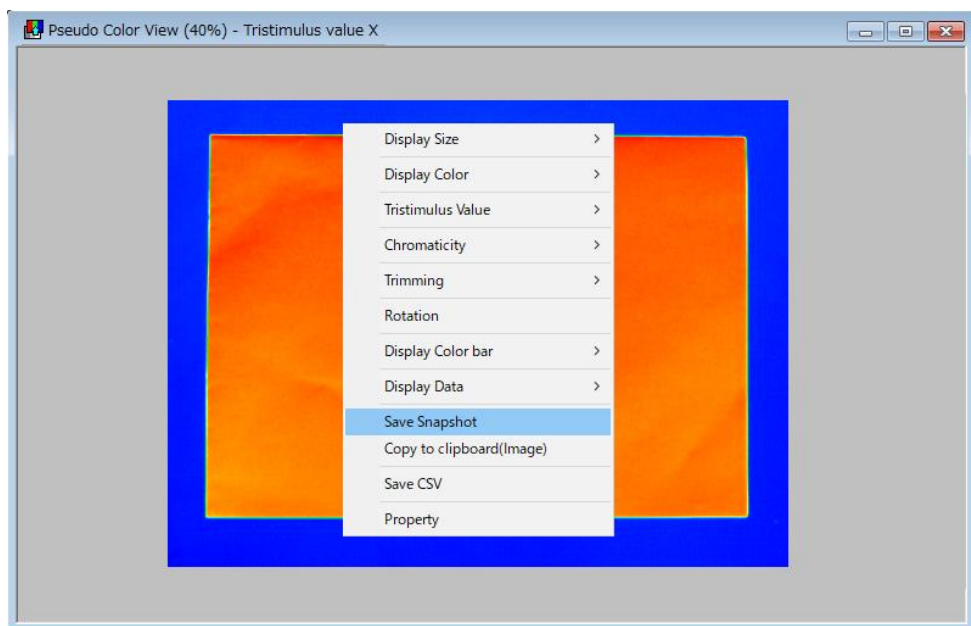 Pseudo Color View (40%) - Tristimulus value X
Display Size
Display Color
Tristimulus Value
Chromaticity
Trimming
Rotation
Display Color bar
Display Data
Save Snapshot
Copy to clipboard(Image)
Save CSV
Property